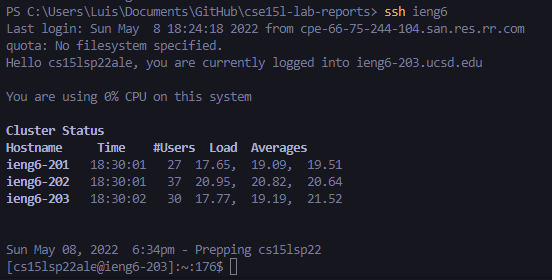 PS C:\Users\Luis\Documents\GitHub\cse15l-lab-reports> ssh ieng6
Last login: Sun May  8 18:24:18 2022 from cpe-66-75-244-104.san.res.rr.com
quota: No filesystem specified.
Hello cs15lsp22ale, you are currently logged into ieng6-203.ucsd.edu
You are using 0% CPU on this system
Cluster Status
Hostname     Time    #Users  Load  Averages
ieng6-201   18:30:01   27  17.65,  19.09,  19.51
ieng6-202   18:30:01   37  20.95,  20.82,  20.64
ieng6-203   18:30:02   30  17.77,  19.19,  21.52
Sun May 08, 2022  6:34pm - Prepping cs15lsp22
[cs15lsp22ale@ieng6-203]:~:176$